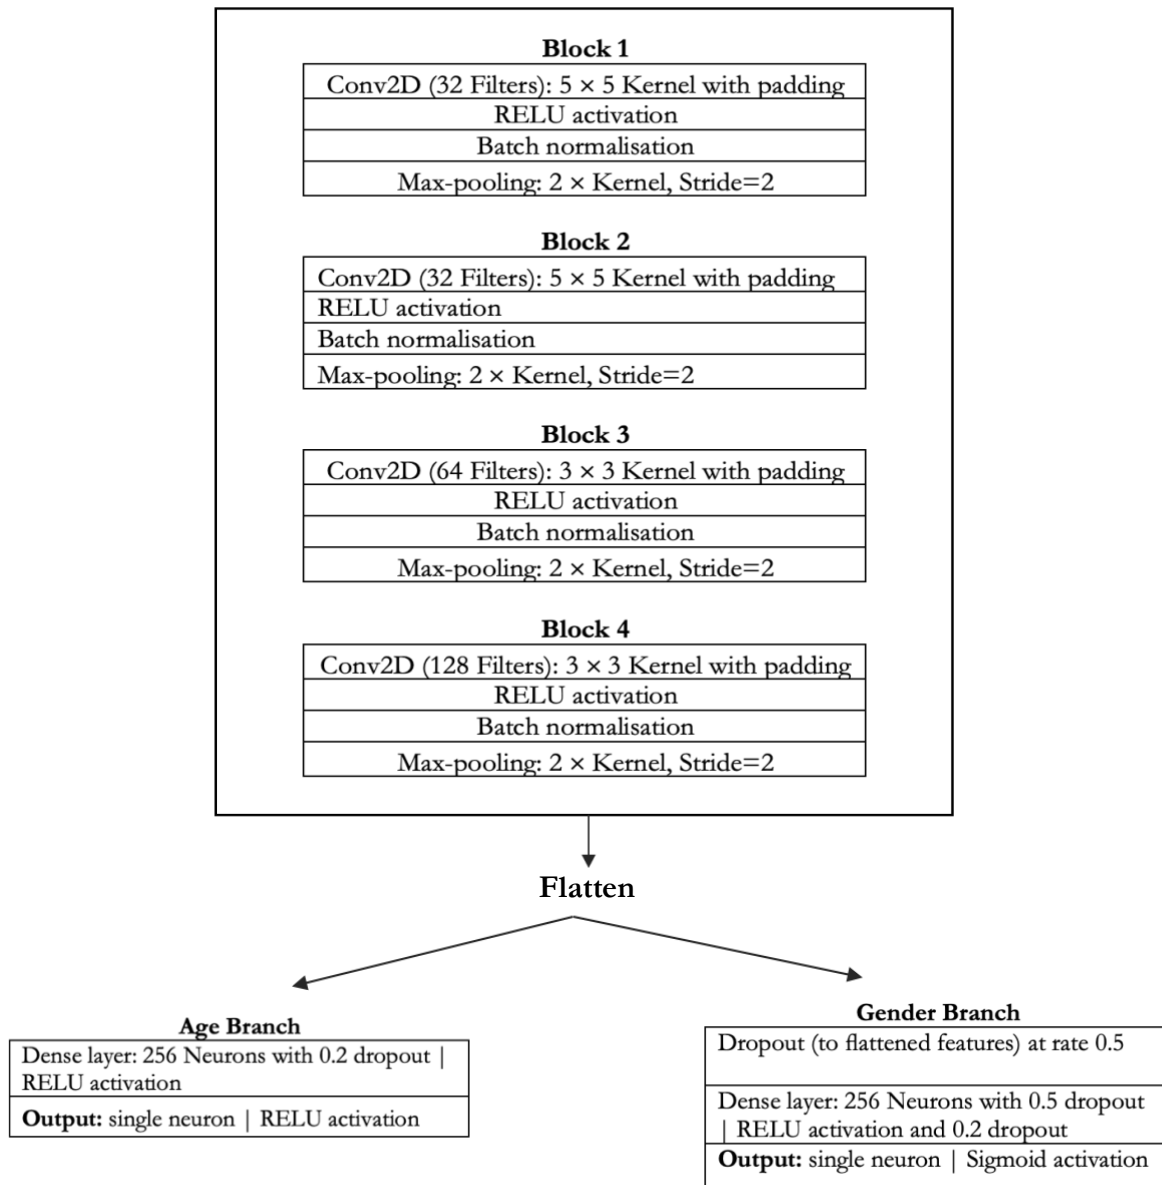 Block 1
Conv2D (32 Filters): 5 × 5 Kernel with padding
RELU activation
Batch normalisation
Max-pooling: 2 × Kernel, Stride=2
Block 2
Conv2D (32 Filters): 5 × 5 Kernel with padding
RELU activation
Batch normalisation
Max-pooling: 2 × Kernel, Stride=2
Block 3
Conv2D (64 Filters): 3 × 3 Kernel with padding
RELU activation
Batch normalisation
Max-pooling: 2 × Kernel, Stride=2
Block 4
Conv2D (128 Filters): 3 × 3 Kernel with padding
RELU activation
Batch normalisation
Max-pooling: 2 × Kernel, Stride=2
Flatten
Age Branch
Dense layer: 256 Neurons with 0.2 dropout |
RELU activation
Output: single neuron | RELU activation
Gender Branch
Dropout (to flattened features) at rate 0.5
Dense layer: 256 Neurons with 0.5 dropout
| RELU activation and 0.2 dropout
Output: single neuron | Sigmoid activation